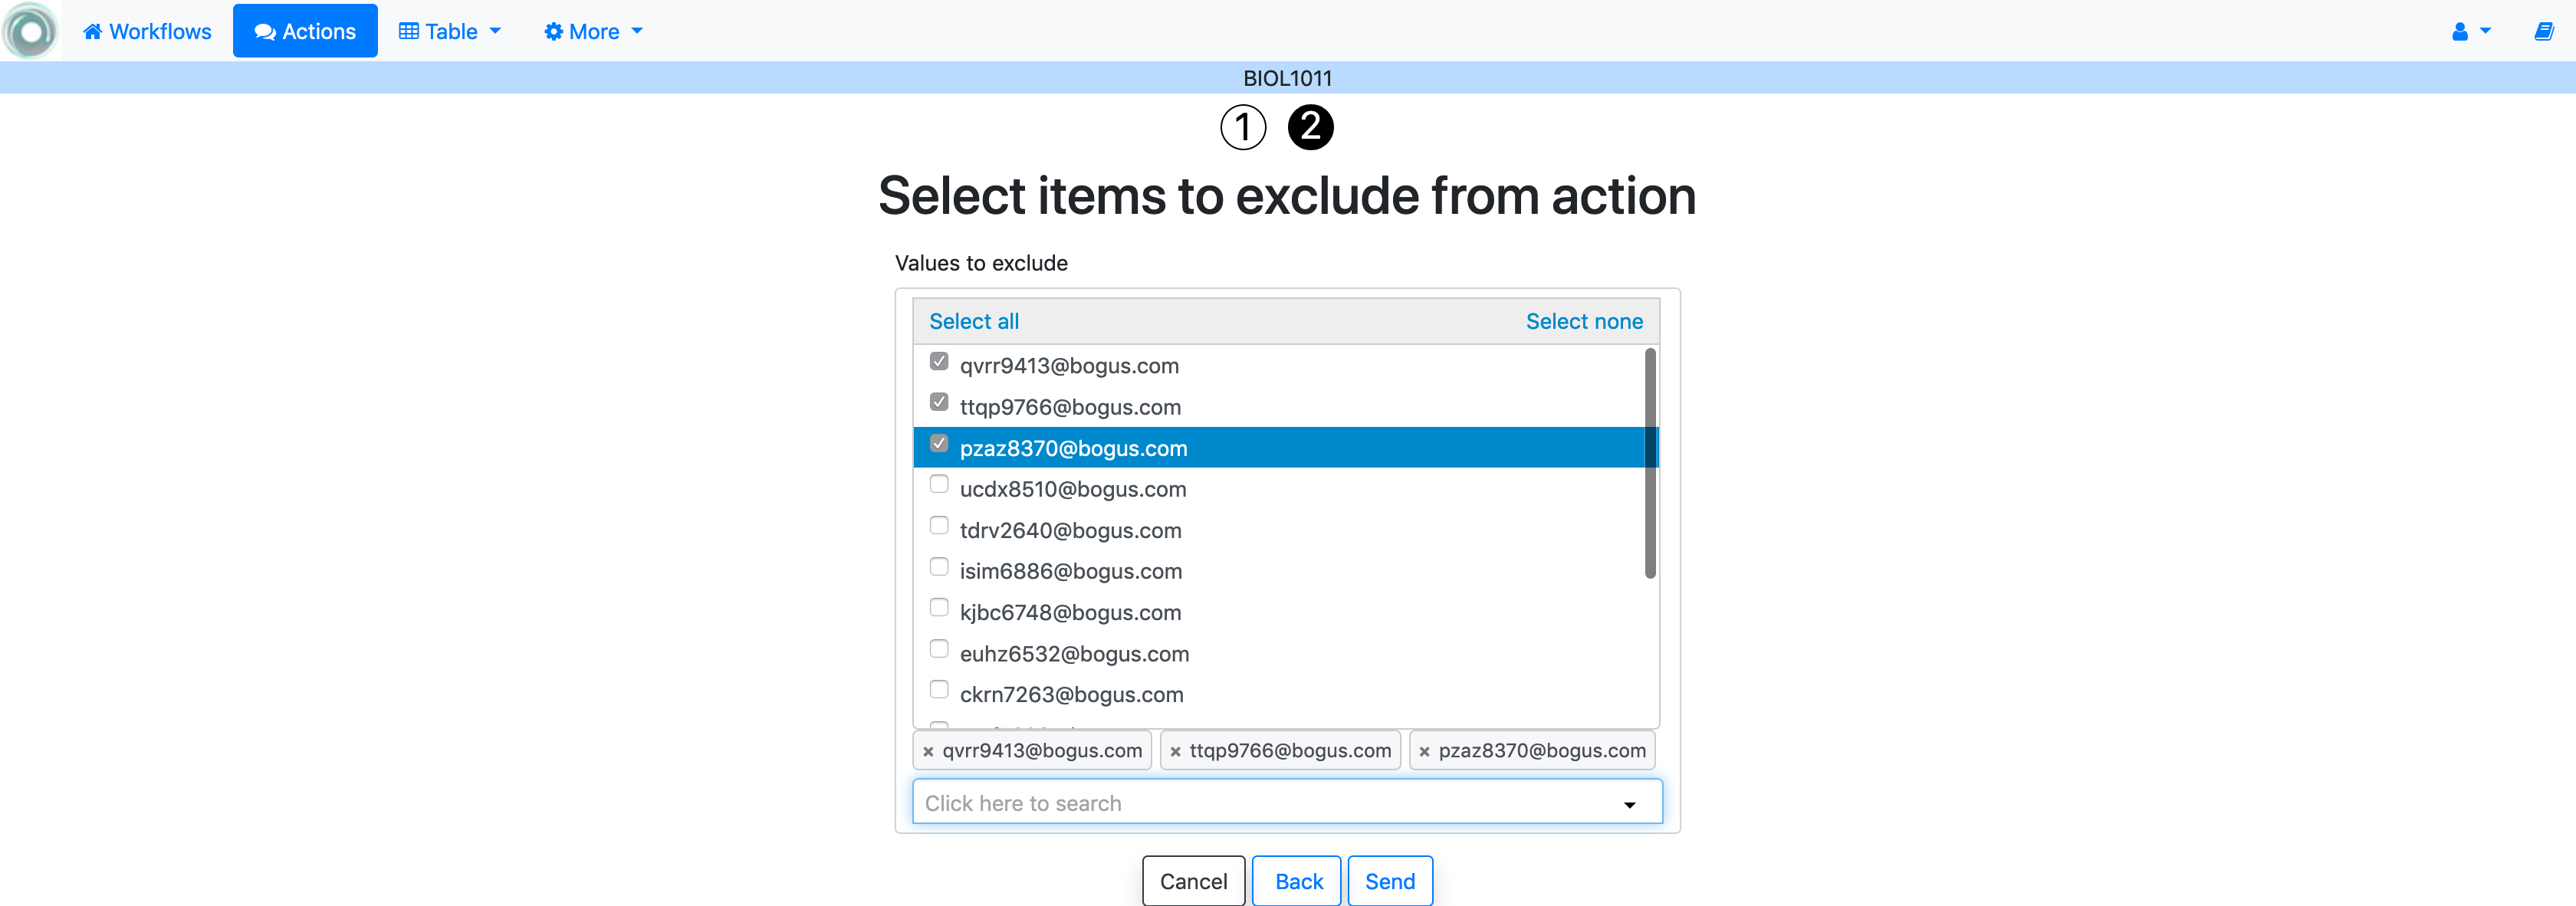 Workflows Actions Table More
BIOL1011
1 2
Select items to exclude from action
Values to exclude
Select all Select none
qvrr9413@bogus.com
ttqp9766@bogus.com
pzaz8370@bogus.com
ucdx8510@bogus.com
tdrv2640@bogus.com
isim6886@bogus.com
kjbc6748@bogus.com
euhz6532@bogus.com
ckrn7263@bogus.com
× qvrr9413@bogus.com × ttqp9766@bogus.com × pzaz8370@bogus.com
Click here to search
Cancel Back Send